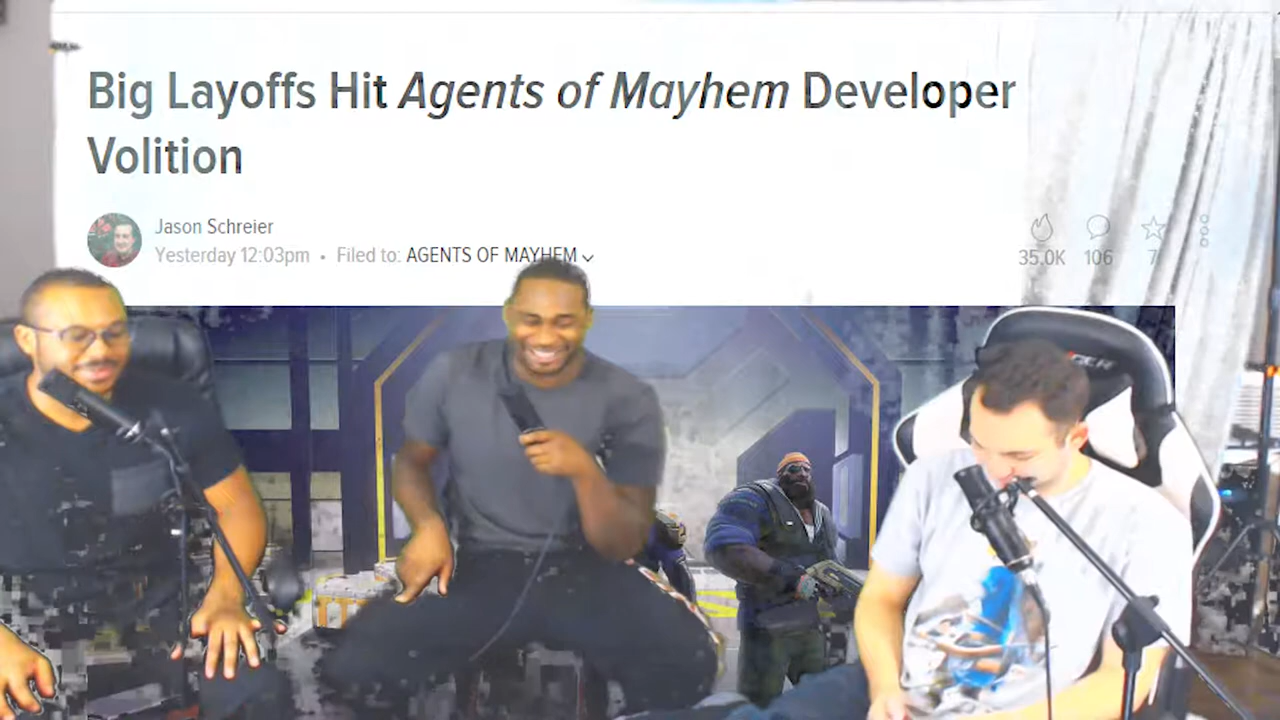 Big Layoffs Hit Agents of Mayhem Developer
Volition
Jason Schreier
Yesterday 12:03pm • Filed to: AGENTS OF MAYHEM
35.0K 106 7